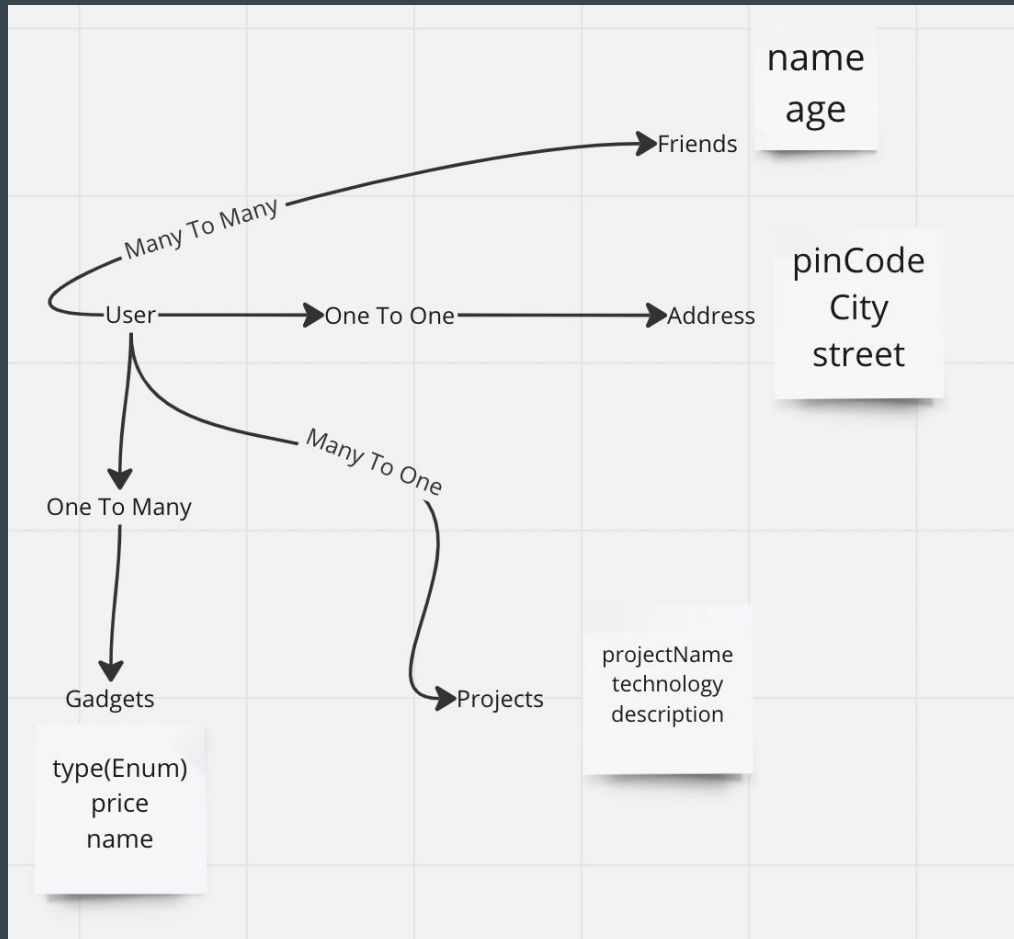 name
age
Friends
Many To Many
pinCode
City
street
User
One To One
Address
Many To One
One To Many
projectName
technology
description
Gadgets
Projects
type(Enum)
price
name